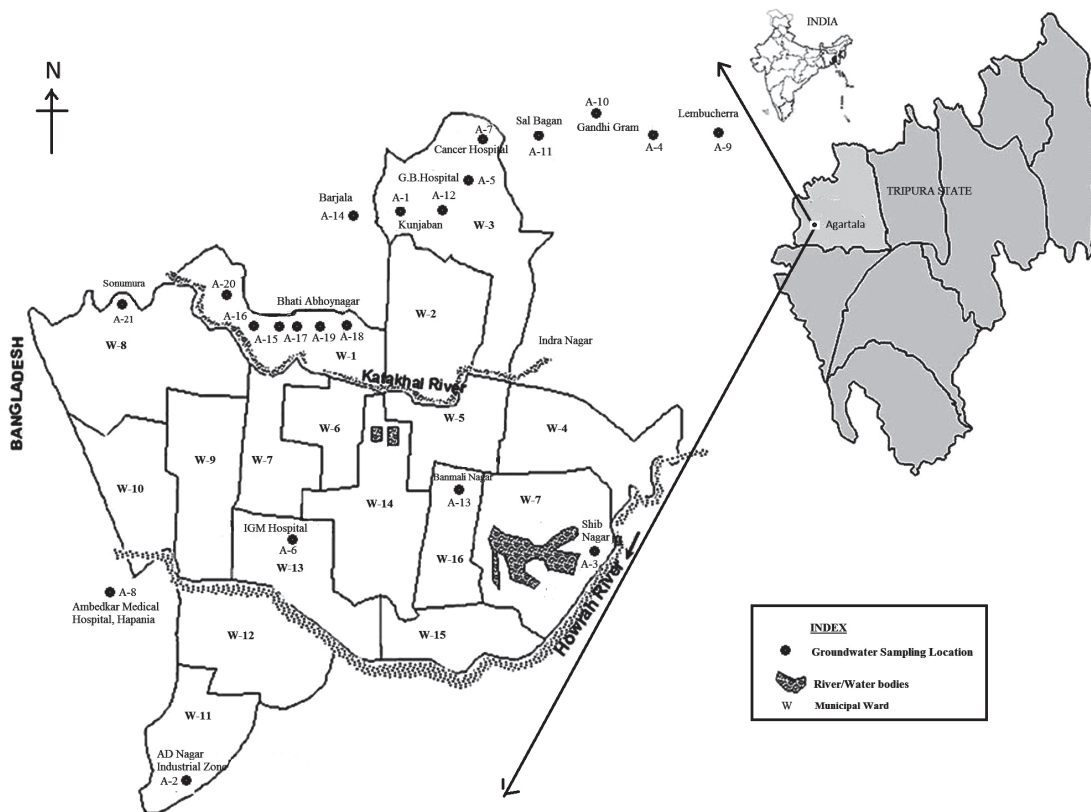 N
INDIA
TRIPURA STATE
Agartala
A-10
Gandhi Gram
Lembucherra
Sal Bagan
A-7
Cancer Hospital
A-11
A-4
A-9
G.B.Hospital
A-5
Barjala
A-14
A-1
A-12
Kunjaban
W-3
Sonumura
A-21
A-20
A-16
Bhati Abhoynagar
A-15
A-17
A-19
A-18
W-8
W-1
W-2
Indra Nagar
Katakhal River
BANGLADESH
W-6
W-5
W-4
W-9
W-7
W-10
W-14
Banmali Nagar
A-13
W-7
IGM Hospital
A-6
W-13
W-16
Shib
Nagar
A-3
Howrah River
A-8
Ambedkar Medical
Hospital, Hapania
W-12
W-15
W-11
AD Nagar
Industrial Zone
A-2
INDEX
Groundwater Sampling Location
River/Water bodies
W Municipal Ward